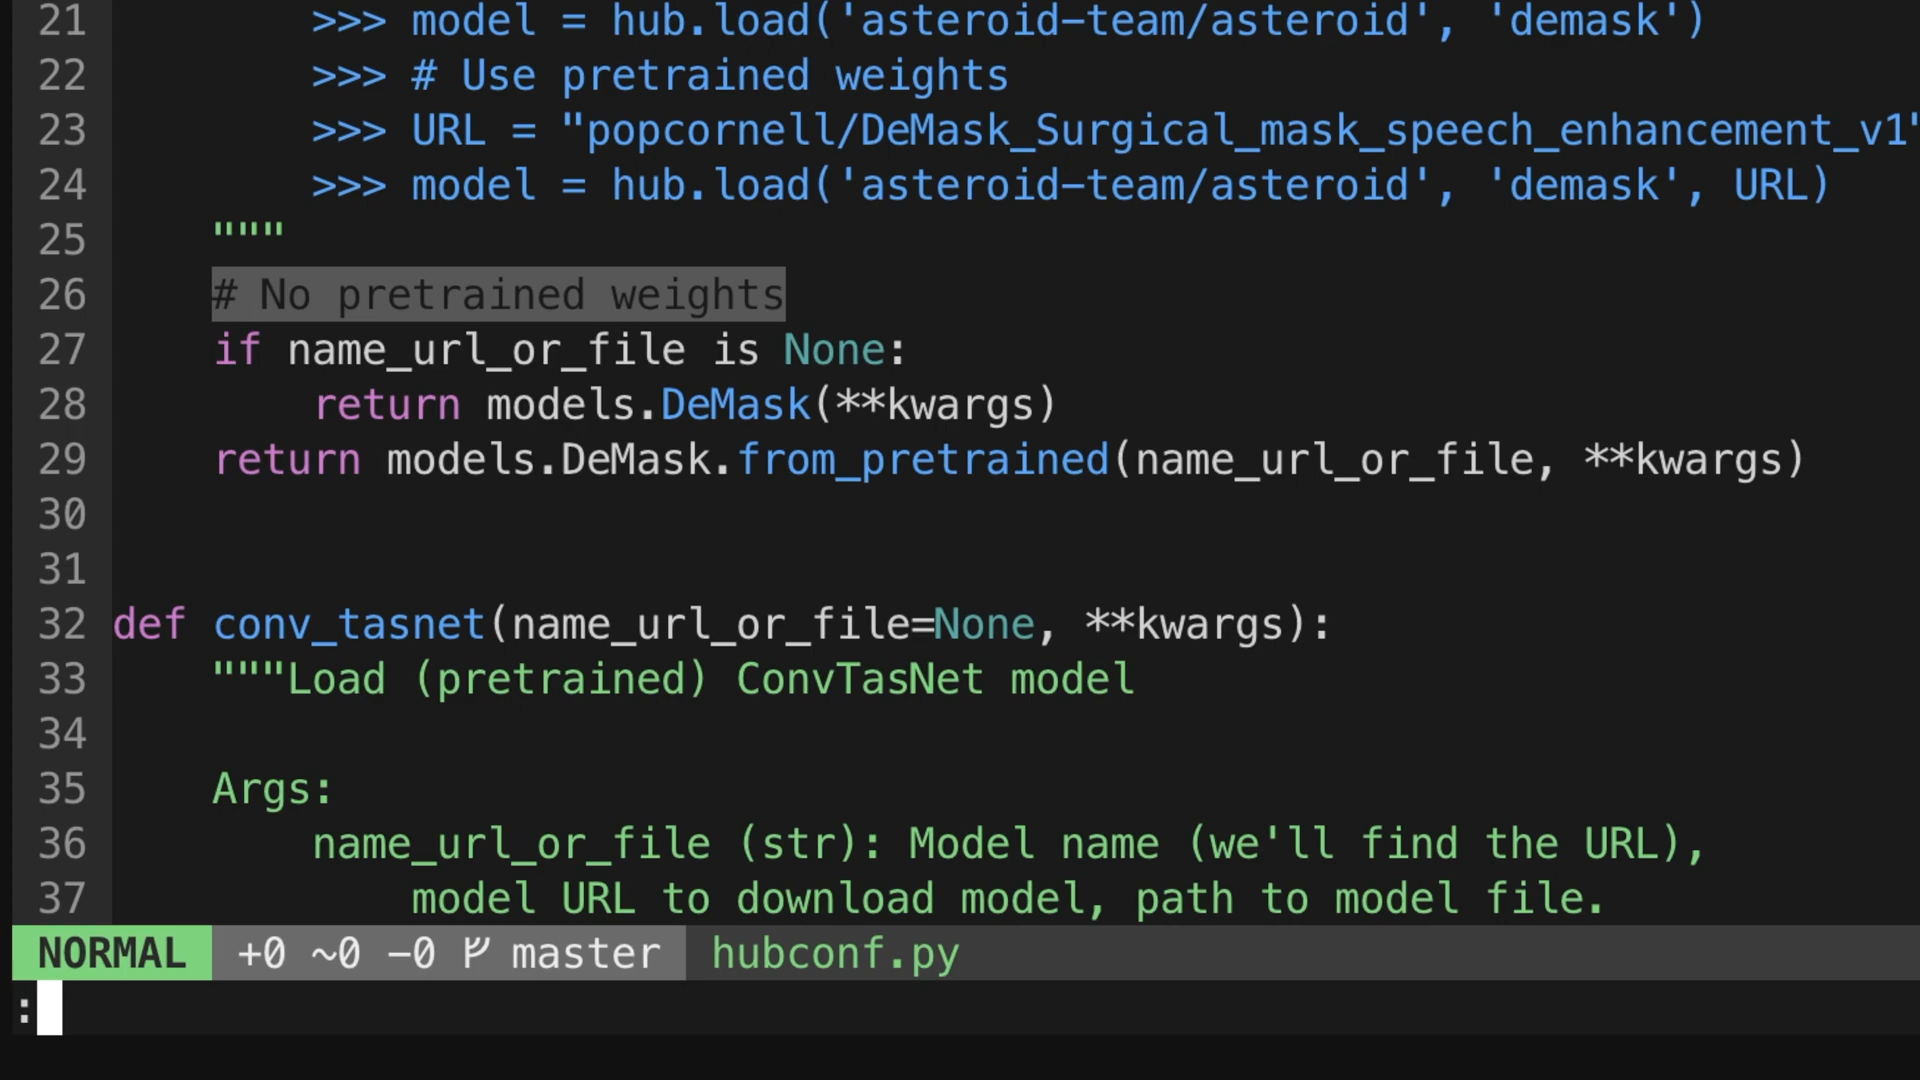 21 >>> model = hub.load('asteroid-team/asteroid', 'demask')
22 >>> # Use pretrained weights
23 >>> URL = "popcornell/DeMask_Surgical_mask_speech_enhancement_v1"
24 >>> model = hub.load('asteroid-team/asteroid', 'demask', URL)
25 """
26 # No pretrained weights
27 if name_url_or_file is None:
28 return models.DeMask(**kwargs)
29 return models.DeMask.from_pretrained(name_url_or_file, **kwargs)
30
31
32 def conv_tasnet(name_url_or_file=None, **kwargs):
33 """Load (pretrained) ConvTasNet model
34
35 Args:
36 name_url_or_file (str): Model name (we'll find the URL),
37 model URL to download model, path to model file.
NORMAL +0 ~0 -0 master hubconf.py
: